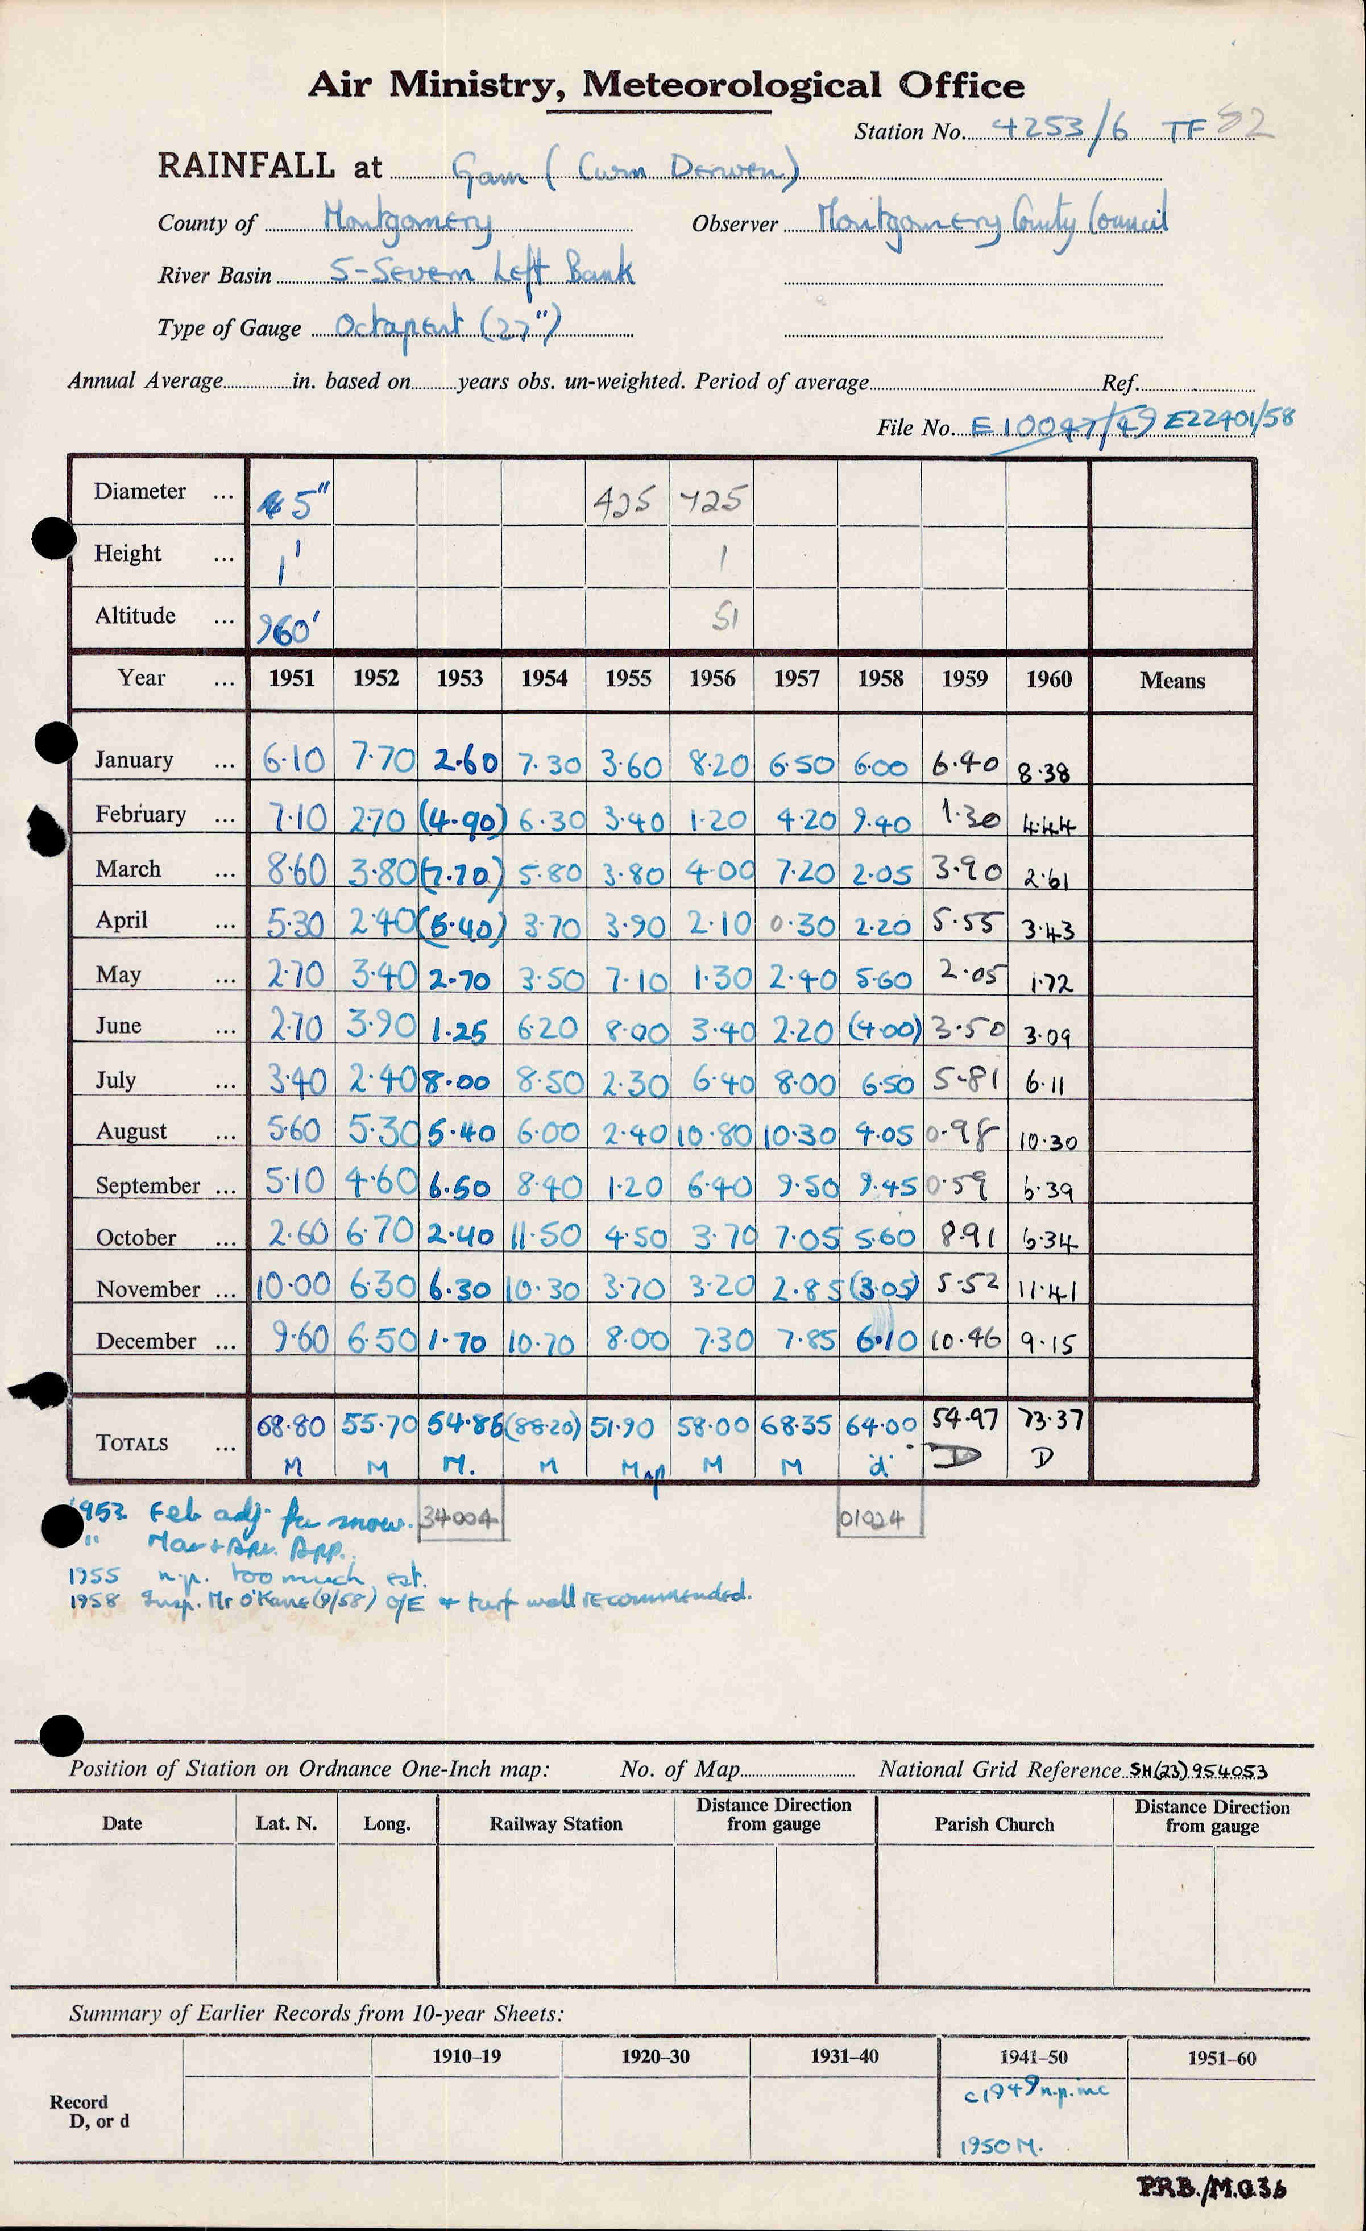 Air Ministry, Meteorological Office
Station No. 4253/6 TF 82
RAINFALL at Garn ( Cwm Derwen)
County of Montgomery Observer Montgomery County Council
River Basin 5-Severn Left Bank
Type of Gauge Octapent (27")
Annual Average in. based on years obs. un-weighted. Period of average Ref.
File No. E10047/49 E22401/58
Diameter ... 5" 425 425
Height ... 1' 1
Altitude ... 960' 51
Year ... 1951 1952 1953 1954 1955 1956 1957 1958 1959 1960 Means
January ... 6.10 7.70 2.60 7.30 3.60 8.20 6.50 6.00 6.40 8.38
February ... 7.10 2.70 (4.90) 6.30 3.40 1.20 4.20 9.40 1.30 4.44
March ... 8.60 3.80 (7.70) 5.80 3.80 4.00 7.20 2.05 3.90 2.61
April ... 5.30 2.40 (5.40) 3.70 3.90 2.10 0.30 2.20 5.55 3.43
May ... 2.70 3.40 2.70 3.50 7.10 1.30 2.40 5.60 2.05 1.72
June ... 2.70 3.90 1.25 6.20 8.00 3.40 2.20 (4.00) 3.50 3.09
July ... 3.40 2.40 8.00 8.50 2.30 6.40 8.00 6.50 5.81 6.11
August ... 5.60 5.30 5.40 6.00 2.40 10.80 10.30 4.05 0.98 10.30
September ... 5.10 4.60 6.50 8.40 1.20 6.40 9.50 9.45 0.59 6.39
October ... 2.60 6.70 2.40 11.50 4.50 3.70 7.05 5.60 8.91 6.34
November ... 10.00 6.30 6.30 10.30 3.70 3.20 2.85 (3.05) 5.52 11.41
December ... 9.60 6.50 1.70 10.70 8.00 7.30 7.85 6.10 10.46 9.15
TOTALS ... 68.80 55.70 54.85 (88.20) 51.90 58.00 68.35 64.00 54.97 73.37
M M M. M M np M M d D D
1953 Feb adj. for snow. 34004 01024
" Mar + Apr. App.
1955 n.p. too much est.
1958 Insp. Mr O'Kane (9/58) O/E & turf wall recommended.
Position of Station on Ordnance One-Inch map: No. of Map National Grid Reference SH(23)954053
Date Lat. N. Long. Railway Station Distance Direction from gauge Parish Church Distance Direction from gauge
Summary of Earlier Records from 10-year Sheets:
1910–19 1920–30 1931–40 1941–50 1951–60
Record D, or d c1949 n.p. inc
1950 M.
P.R.B./M.O.36